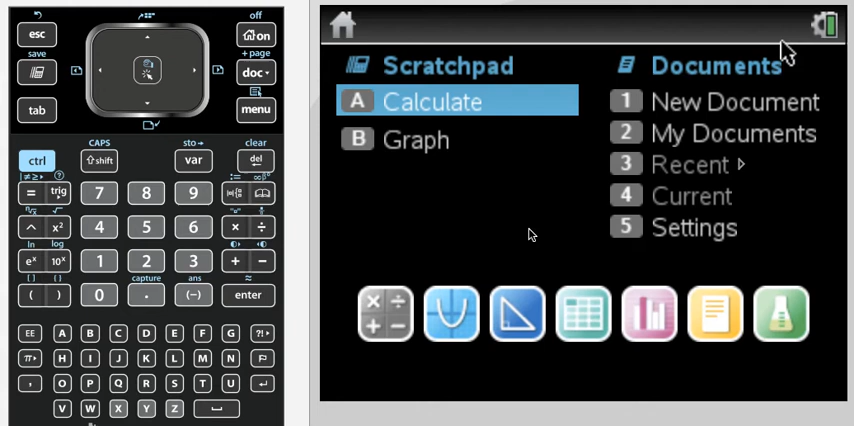 off
esc
on
save
+ page
doc
tab
menu
CAPS
sto
clear
ctrl
shift
var
del
= trig 7 8 9
^ x² 4 5 6 × ÷
ln log
eˣ 10ˣ 1 2 3 + −
[ ] { } capture ans ≈
( ) 0 . (−) enter
EE A B C D E F G ?!
π H I J K L M N
, O P Q R S T U
V W X Y Z
Scratchpad
A Calculate
B Graph
Documents
1 New Document
2 My Documents
3 Recent
4 Current
5 Settings